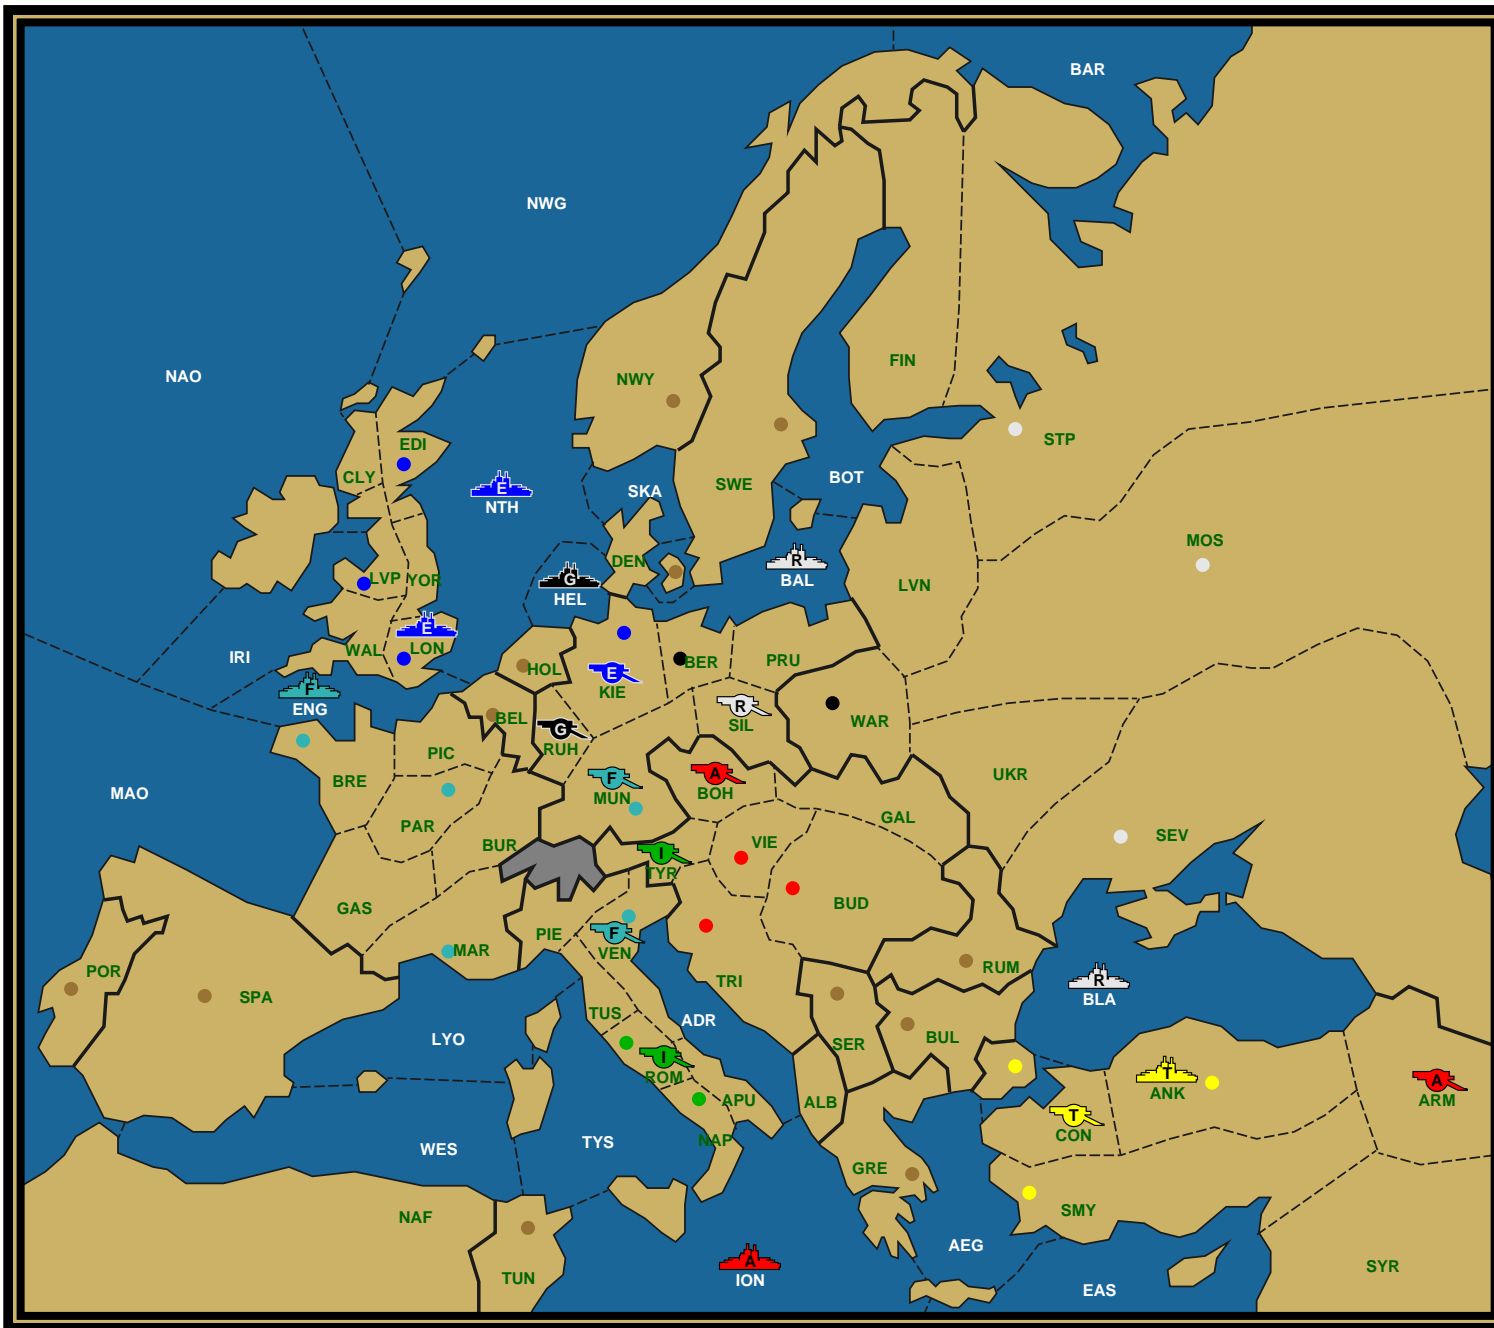 BAR
NWG
NAO
FIN
NWY
EDI
STP
CLY
SWE
BOT
SKA
E
NTH
MOS
R
BAL
DEN
G
HEL
LVP
YOR
LVN
E
LON
WAL
IRI
HOL
BER
PRU
E
KIE
F
ENG
R
SIL
BEL
WAR
G
RUH
PIC
BRE
UKR
A
BOH
F
MUN
MAO
GAL
PAR
SEV
BUR
VIE
I
TYR
BUD
GAS
PIE
F
VEN
MAR
POR
SPA
TRI
RUM
R
BLA
TUS
ADR
LYO
SER
BUL
I
ROM
T
ANK
A
ARM
APU
ALB
T
CON
WES
TYS
NAP
GRE
SMY
NAF
AEG
A
ION
TUN
SYR
EAS